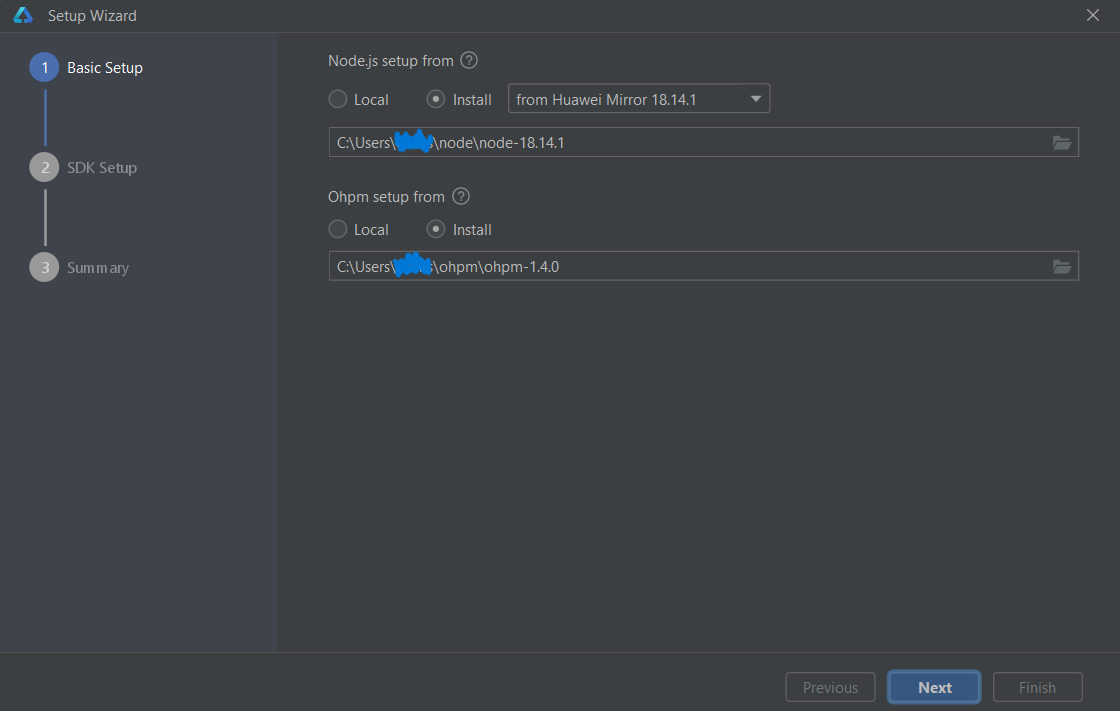 Setup Wizard
1 Basic Setup
2 SDK Setup
3 Summary
Node.js setup from ?
Local Install from Huawei Mirror 18.14.1
C:\Users\ s\node\node-18.14.1
Ohpm setup from ?
Local Install
C:\Users\ s\ohpm\ohpm-1.4.0
Previous Next Finish